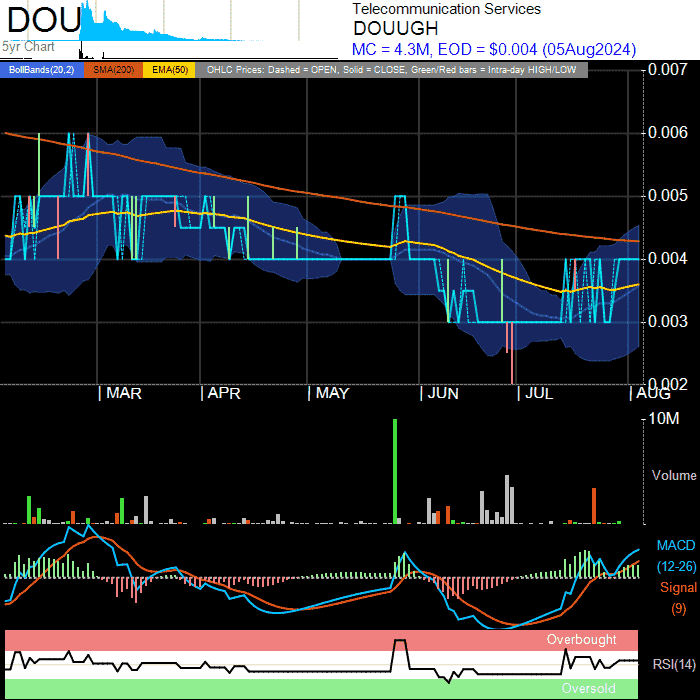 DOU
5yr Chart
Telecommunication Services
DOUUGH
MC = 4.3M, EOD = $0.004 (05Aug2024)
BollBands(20,2) SMA(200) EMA(50) OHLC Prices: Dashed = OPEN, Solid = CLOSE, Green/Red bars = Intra-day HIGH/LOW
0.007
0.006
0.005
0.004
0.003
0.002
| MAR | APR | MAY | JUN | JUL | AUG
10M
Volume
MACD
(12-26)
Signal
(9)
Overbought
RSI(14)
Oversold